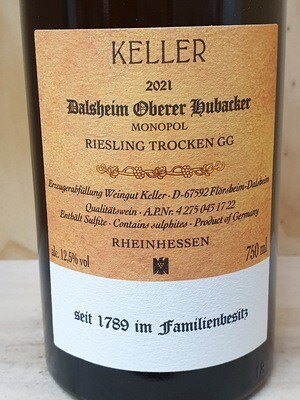 KELLER
2021
Dalsheim Oberer Hubacker
MONOPOL
RIESLING TROCKEN GG
Erzeugerabfüllung Weingut Keller · D-67592 Flörsheim-Dalsheim
Qualitätswein · A.P.Nr. 4 275 043 17 22
Enthält Sulfite · Contains sulphites · Product of Germany
alc. 12,5% vol
RHEINHESSEN
750 ml
seit 1789 im Familienbesitz